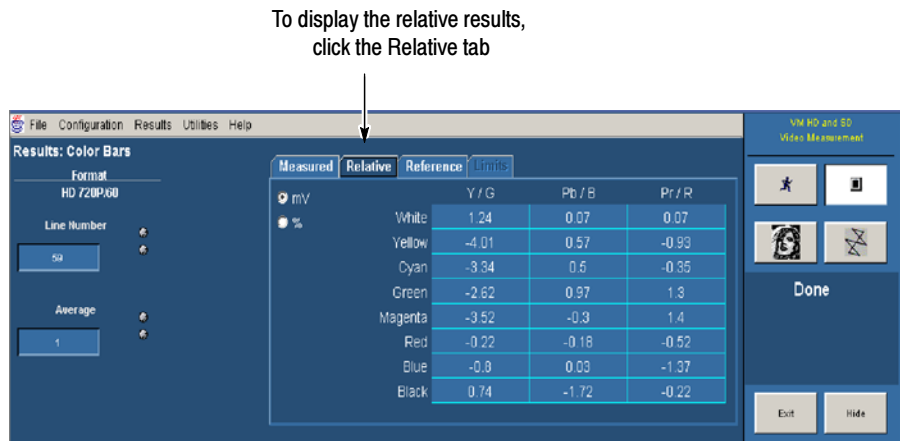 To display the relative results,
click the Relative tab
File Configuration Results Utilities Help
VM HD and SD
Video Measurement
Results: Color Bars
Format
HD 720P.60
Line Number
69
Average
1
Measured Relative Reference Limits
mV
%
Y / G Pb / B Pr / R
White 1.24 0.07 0.07
Yellow -4.01 0.57 -0.93
Cyan -3.34 0.5 -0.35
Green -2.62 0.97 1.3
Magenta -3.52 -0.3 1.4
Red -0.22 -0.18 -0.52
Blue -0.8 0.03 -1.37
Black 0.74 -1.72 -0.22
Done
Exit Hide